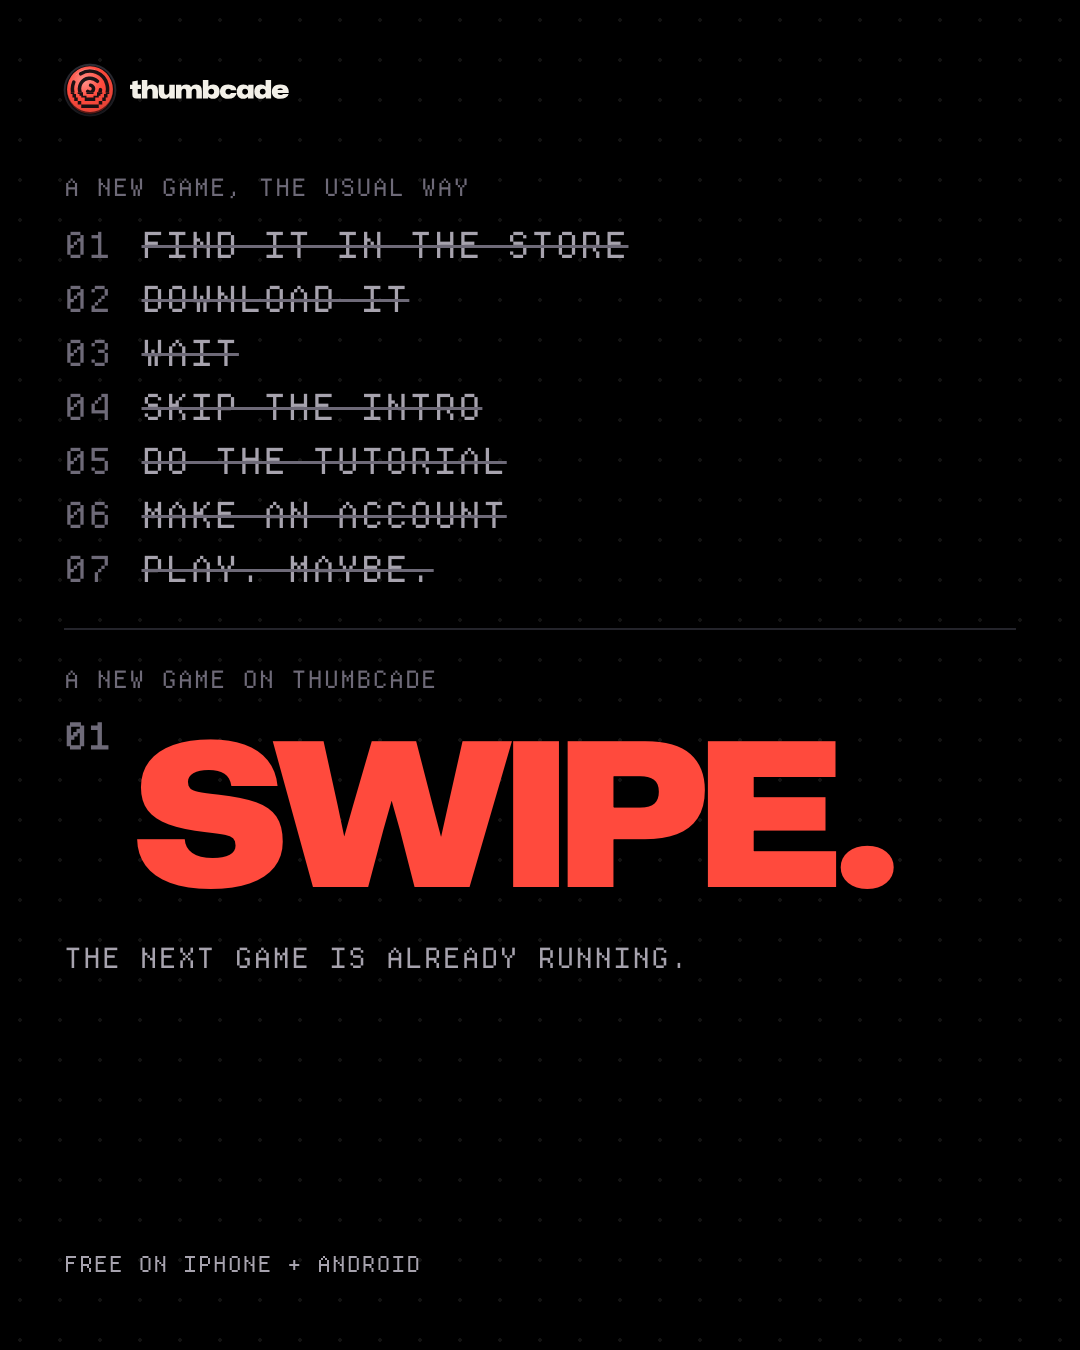 thumbcade
A NEW GAME, THE USUAL WAY
01 FIND IT IN THE STORE
02 DOWNLOAD IT
03 WAIT
04 SKIP THE INTRO
05 DO THE TUTORIAL
06 MAKE AN ACCOUNT
07 PLAY. MAYBE.
A NEW GAME ON THUMBCADE
01 SWIPE.
THE NEXT GAME IS ALREADY RUNNING.
FREE ON IPHONE + ANDROID